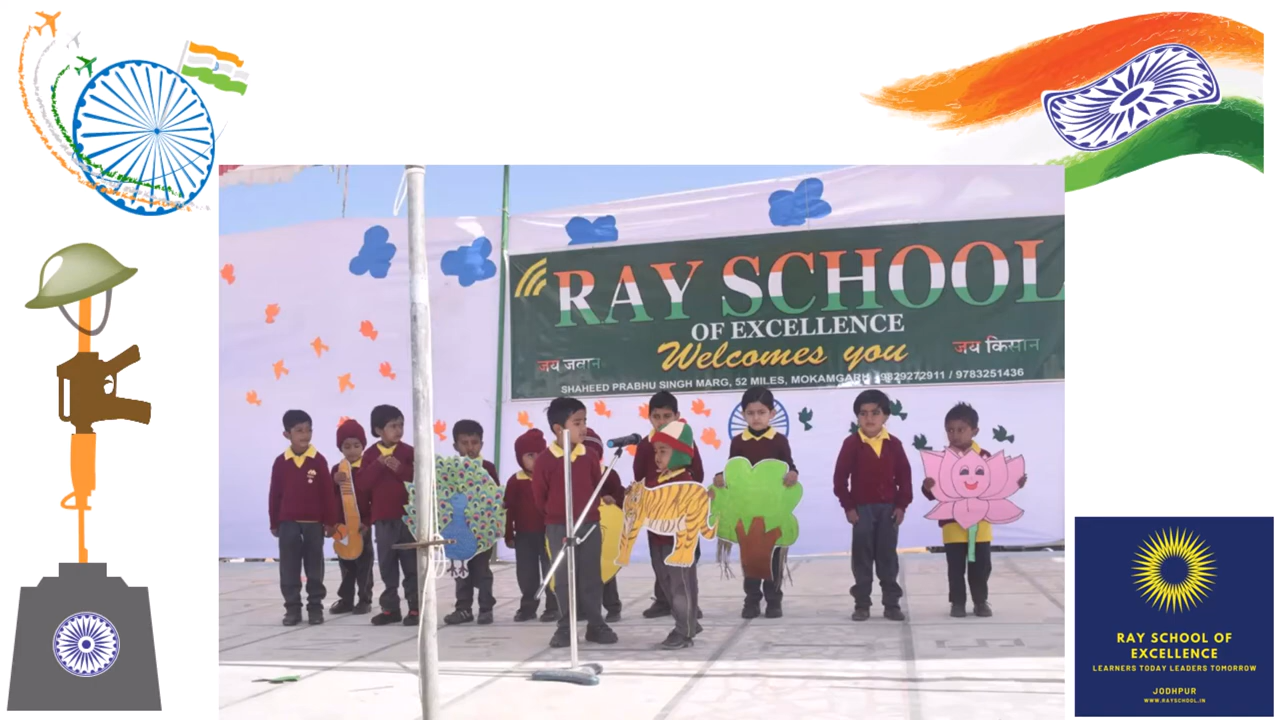 RAY SCHOOL
OF EXCELLENCE
Welcomes you
जय जवान
जय किसान
SHAHEED PRABHU SINGH MARG, 52 MILES, MOKAMGARH 9829272911 / 9783251436
RAY SCHOOL OF
EXCELLENCE
LEARNERS TODAY LEADERS TOMORROW
JODHPUR
WWW.RAYSCHOOL.IN